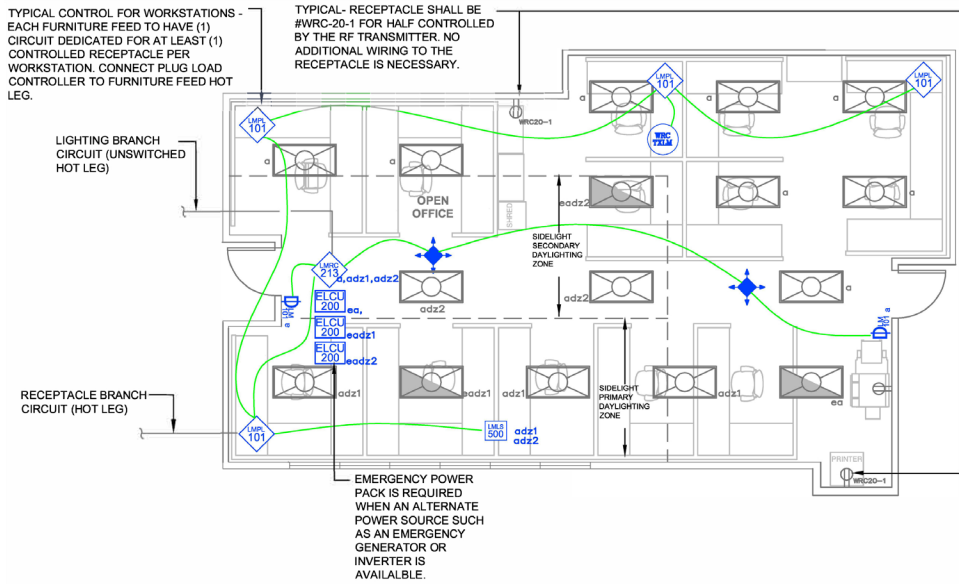 TYPICAL CONTROL FOR WORKSTATIONS -
EACH FURNITURE FEED TO HAVE (1)
CIRCUIT DEDICATED FOR AT LEAST (1)
CONTROLLED RECEPTACLE PER
WORKSTATION. CONNECT PLUG LOAD
CONTROLLER TO FURNITURE FEED HOT
LEG.
TYPICAL- RECEPTACLE SHALL BE
#WRC-20-1 FOR HALF CONTROLLED
BY THE RF TRANSMITTER. NO
ADDITIONAL WIRING TO THE
RECEPTACLE IS NECESSARY.
LIGHTING BRANCH
CIRCUIT (UNSWITCHED
HOT LEG)
LMPL
101
WRC20-1
a
LMPL
101
LMPL
101
WRC
TXLM
a
a
OPEN
OFFICE
SHRED
eadz2
a
SIDELIGHT
SECONDARY
DAYLIGHTING
ZONE
LMRC
213
a,adz1,adz2
ELCU
200
ea,
ELCU
200
eadz1
ELCU
200
eadz2
LM
101
a
adz2
adz2
a
LM
101
a
RECEPTACLE BRANCH
CIRCUIT (HOT LEG)
adz1
eadz1
adz1
SIDELIGHT
PRIMARY
DAYLIGHTING
ZONE
adz1
ea
LMPL
101
LMLS
500
adz1
adz2
PRINTER
WRC20-1
EMERGENCY POWER
PACK IS REQUIRED
WHEN AN ALTERNATE
POWER SOURCE SUCH
AS AN EMERGENCY
GENERATOR OR
INVERTER IS
AVAILALBLE.